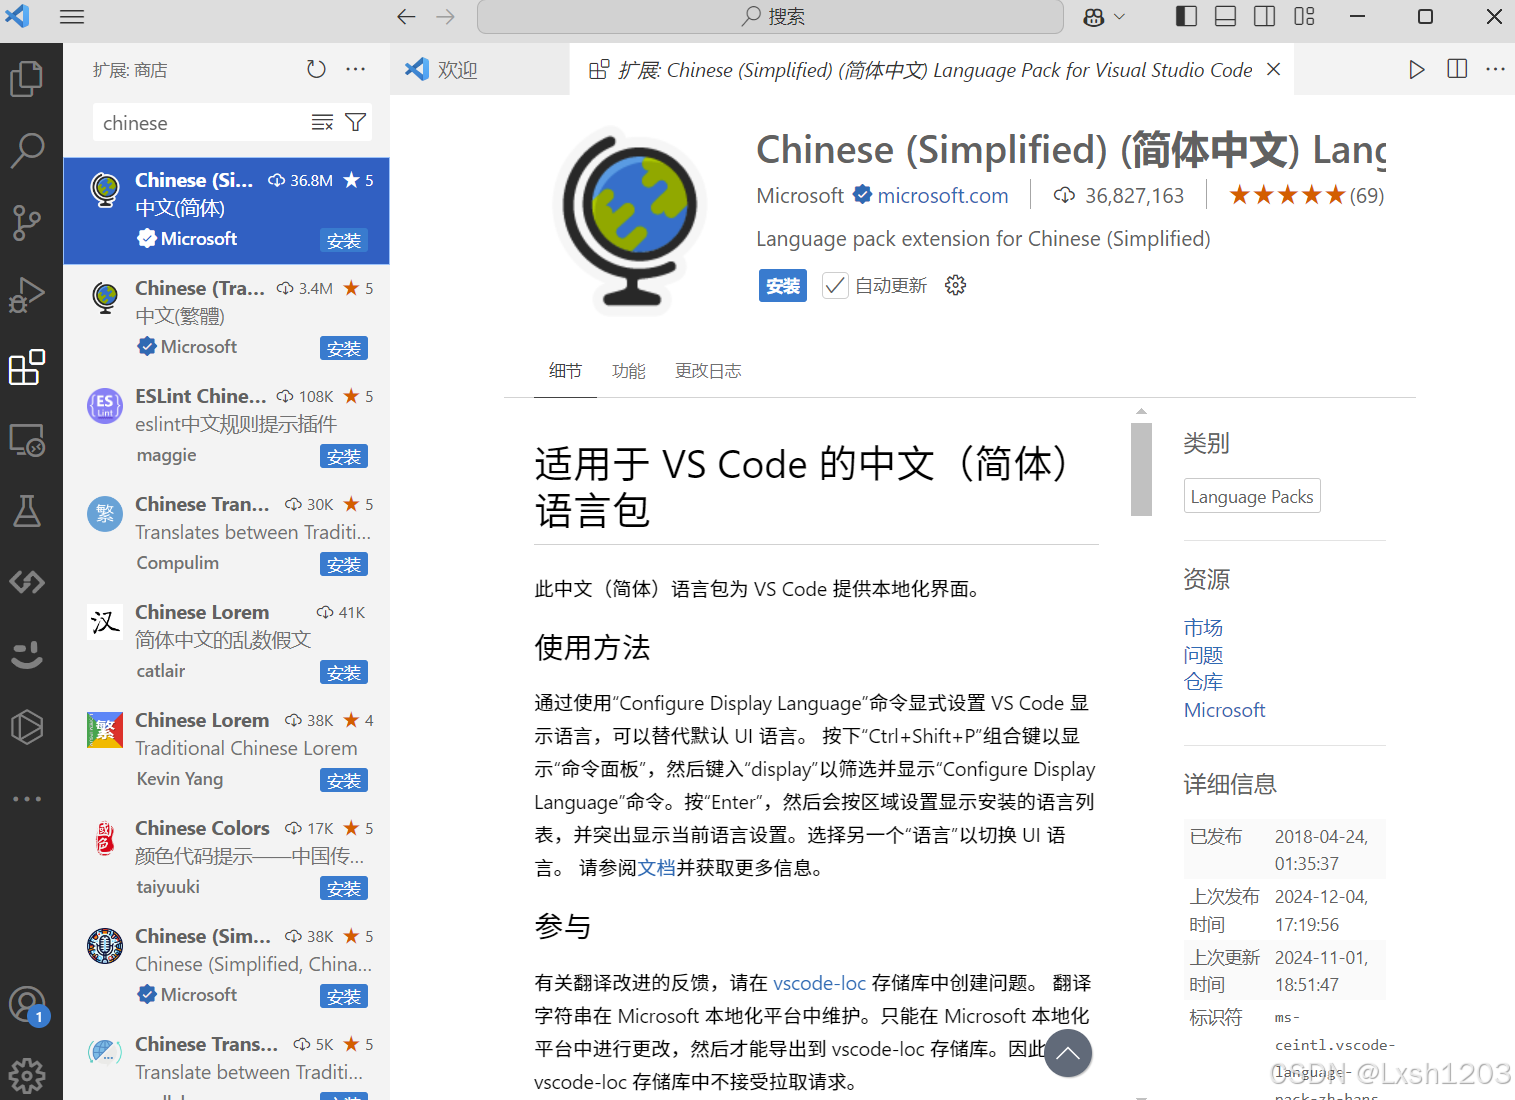 搜索
扩展: 商店
chinese
Chinese (Si... 36.8M 5
中文(简体)
Microsoft 安装
Chinese (Tra... 3.4M 5
中文(繁體)
Microsoft 安装
ES Lint
ESLint Chine... 108K 5
eslint中文规则提示插件
maggie 安装
繁
Chinese Tran... 30K 5
Translates between Traditi...
Compulim 安装
汉
Chinese Lorem 41K
简体中文的乱数假文
catlair 安装
繁
Chinese Lorem 38K 4
Traditional Chinese Lorem
Kevin Yang 安装
國色
Chinese Colors 17K 5
颜色代码提示——中国传...
taiyuuki 安装
Chinese (Sim... 38K 5
Chinese (Simplified, China...
Microsoft 安装
Chinese Trans... 5K 5
Translate between Traditi...
1
欢迎
扩展: Chinese (Simplified) (简体中文) Language Pack for Visual Studio Code
Chinese (Simplified) (简体中文) Lang
Microsoft microsoft.com 36,827,163 (69)
Language pack extension for Chinese (Simplified)
安装 自动更新
细节 功能 更改日志
适用于 VS Code 的中文（简体）
语言包
此中文（简体）语言包为 VS Code 提供本地化界面。
使用方法
通过使用“Configure Display Language”命令显式设置 VS Code 显
示语言，可以替代默认 UI 语言。 按下“Ctrl+Shift+P”组合键以显
示“命令面板”，然后键入“display”以筛选并显示“Configure Display
Language”命令。按“Enter”，然后会按区域设置显示安装的语言列
表，并突出显示当前语言设置。选择另一个“语言”以切换 UI 语
言。 请参阅文档并获取更多信息。
参与
有关翻译改进的反馈，请在 vscode-loc 存储库中创建问题。 翻译
字符串在 Microsoft 本地化平台中维护。只能在 Microsoft 本地化
平台中进行更改，然后才能导出到 vscode-loc 存储库。因此
vscode-loc 存储库中不接受拉取请求。
类别
Language Packs
资源
市场
问题
仓库
Microsoft
详细信息
已发布 2018-04-24,
01:35:37
上次发布 2024-12-04,
时间 17:19:56
上次更新 2024-11-01,
时间 18:51:47
标识符 ms-
ceintl.vscode-
language-
pack-zh-hans
CSDN @Lxsh1203